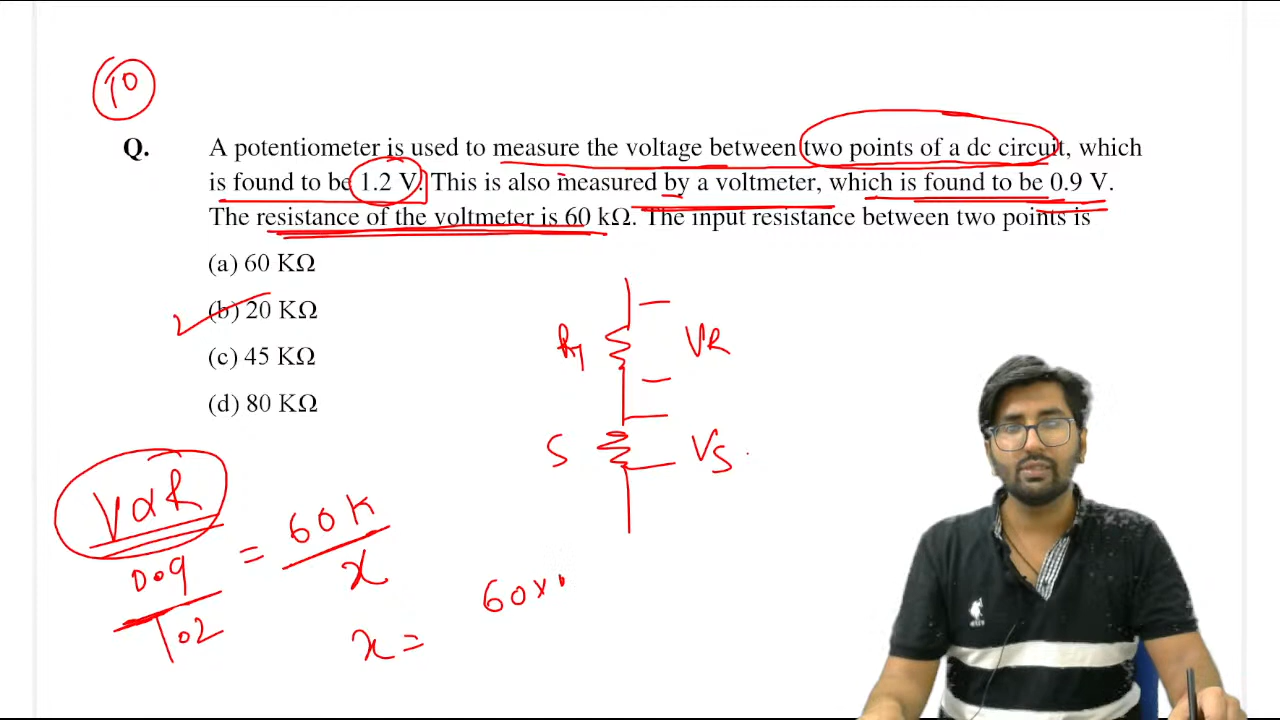 10
Q. A potentiometer is used to measure the voltage between two points of a dc circuit, which
is found to be 1.2 V. This is also measured by a voltmeter, which is found to be 0.9 V.
The resistance of the voltmeter is 60 kΩ. The input resistance between two points is
(a) 60 KΩ
(b) 20 KΩ
(c) 45 KΩ
(d) 80 KΩ
VR
S VS
V α R
0.9 = 60 K
1.2 x
60×
x =